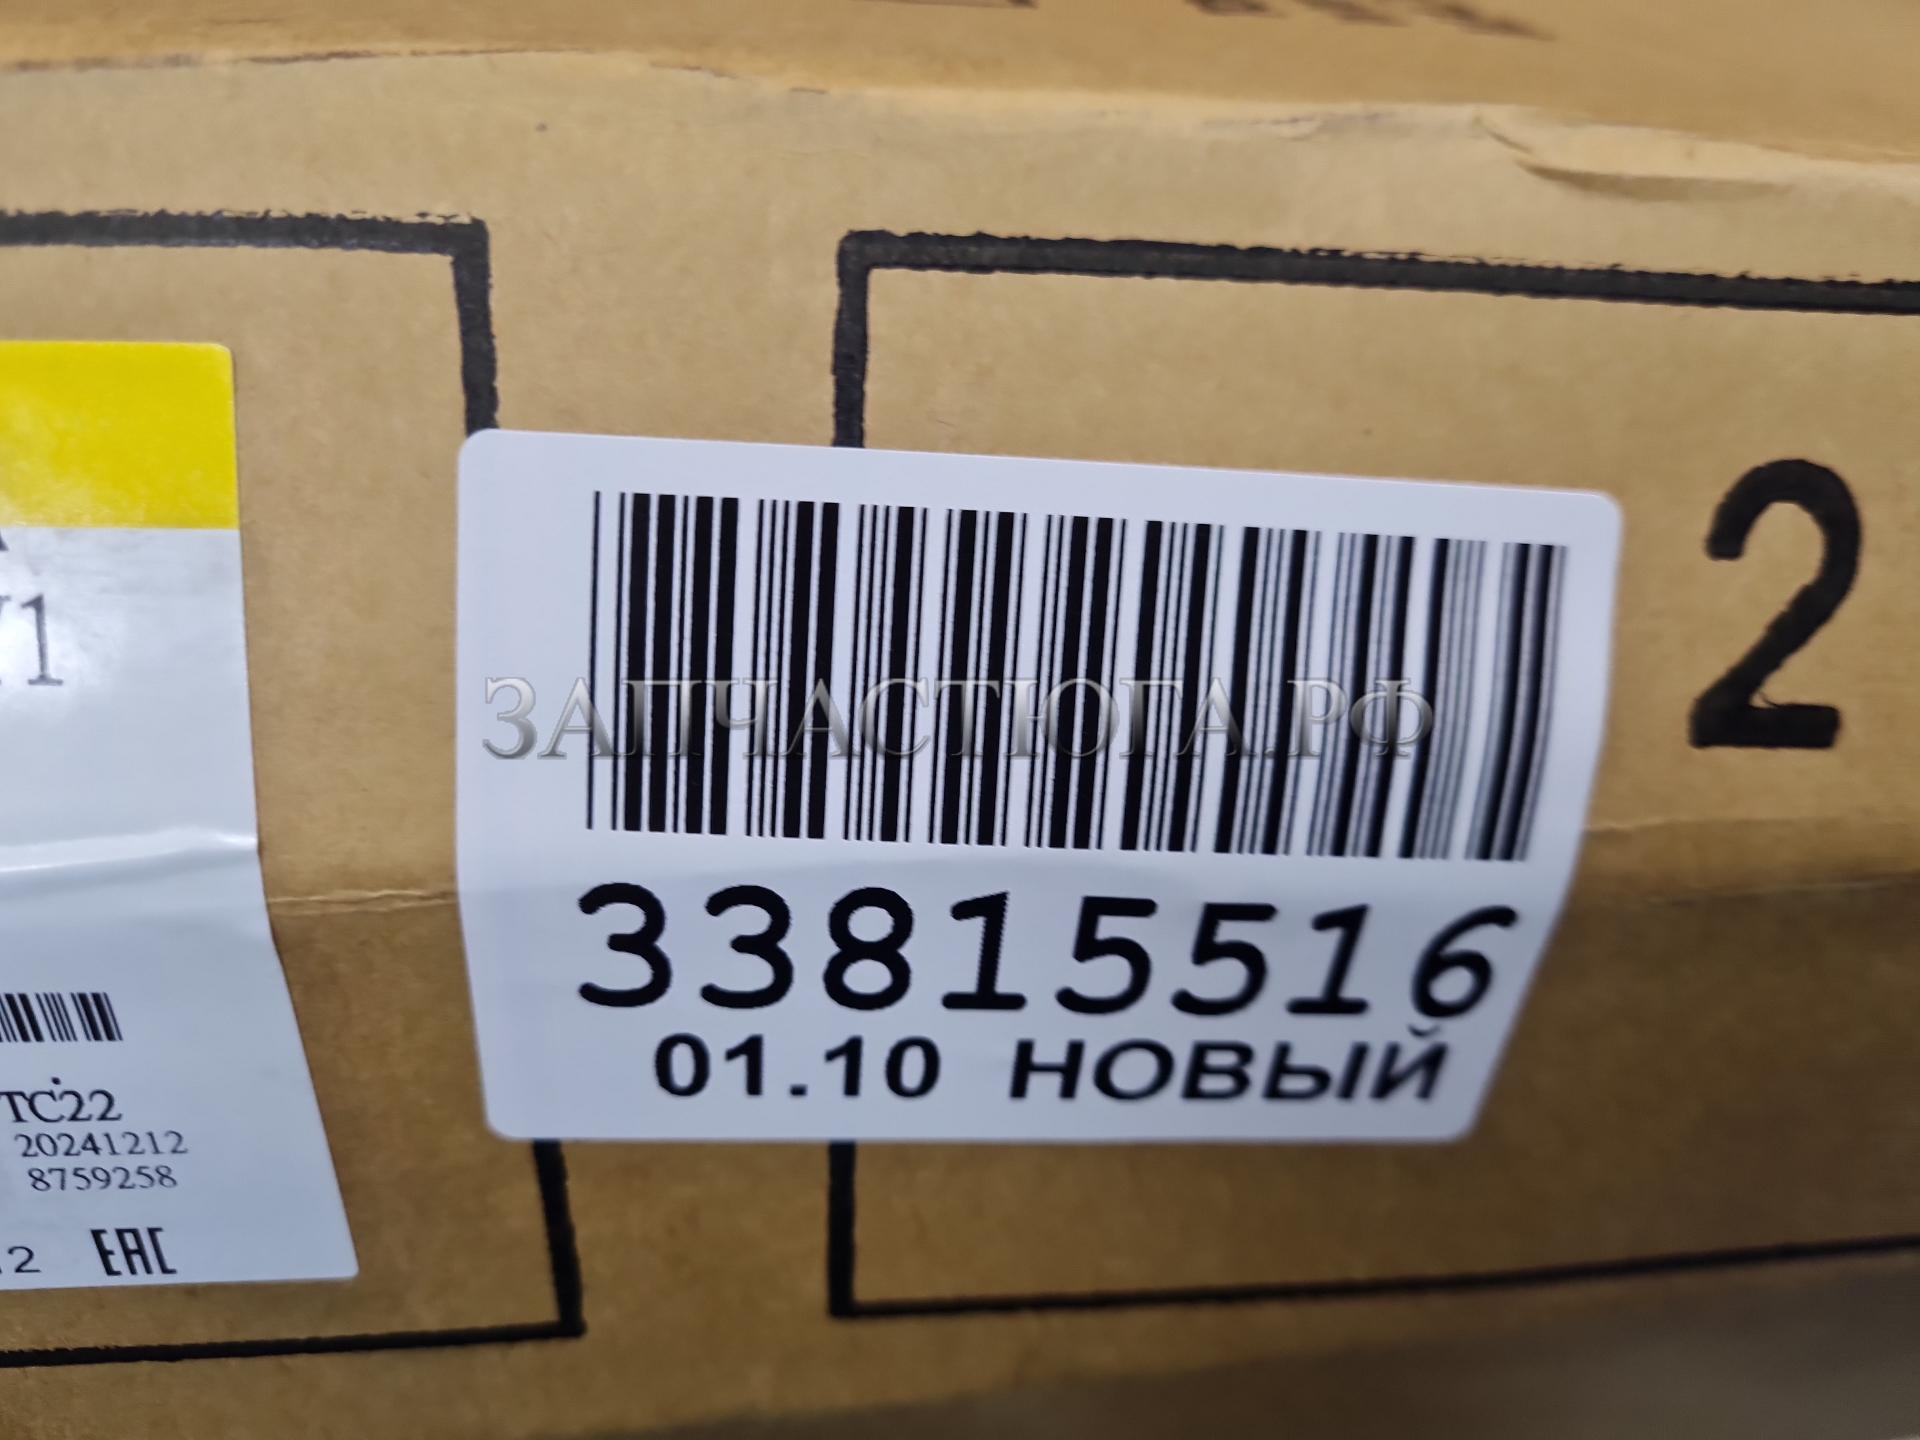 2
ЗАПЧАСТЮГА.РФ
33815516
01.10 НОВЫЙ
1
TC22
20241212
8759258
2 EAC